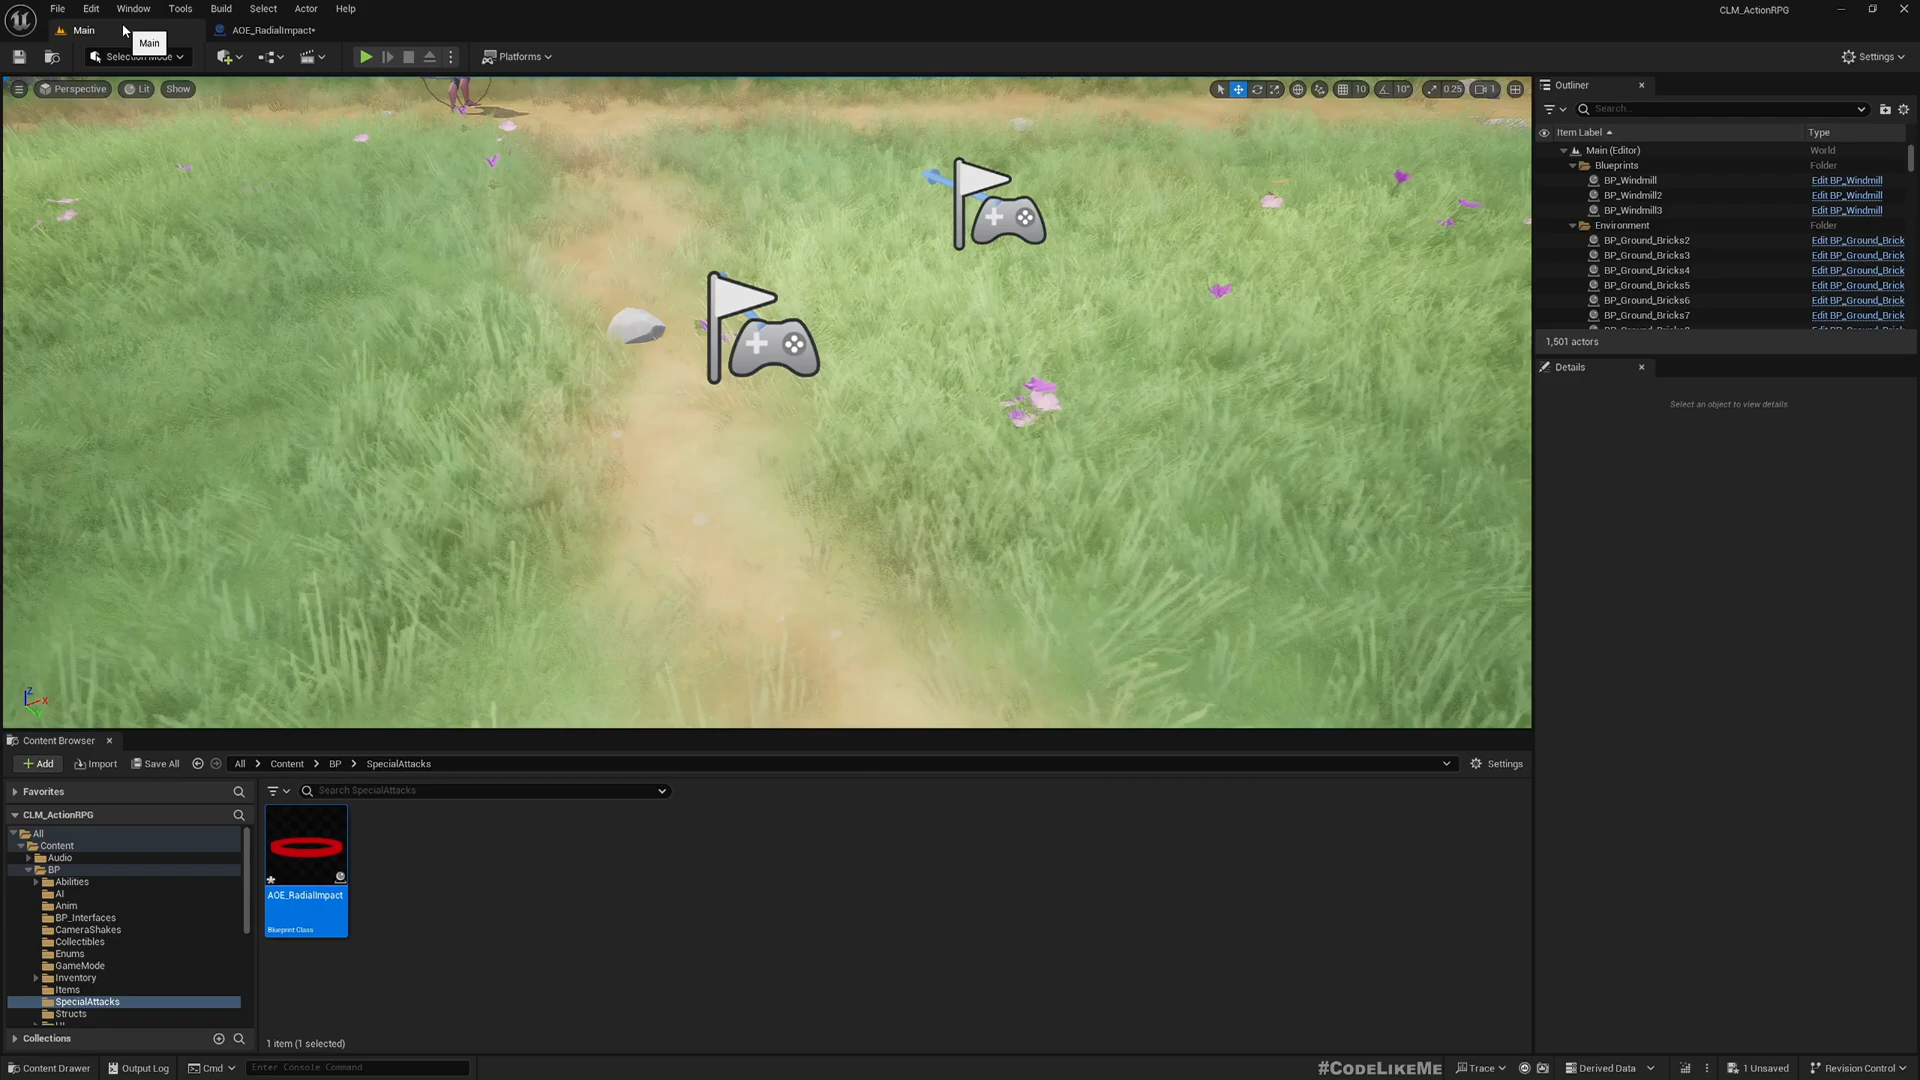 File Edit Window Tools Build Select Actor Help
CLM_ActionRPG
Main
AOE_RadialImpact•
Main
Selection Mode
Platforms
Settings
Perspective
Lit
Show
10
10°
0.25
1
Outliner
Search...
Item Label
Type
Main (Editor)
World
Blueprints
Folder
BP_Windmill
Edit BP_Windmill
BP_Windmill2
Edit BP_Windmill
BP_Windmill3
Edit BP_Windmill
Environment
Folder
BP_Ground_Bricks2
Edit BP_Ground_Brick
BP_Ground_Bricks3
Edit BP_Ground_Brick
BP_Ground_Bricks4
Edit BP_Ground_Brick
BP_Ground_Bricks5
Edit BP_Ground_Brick
BP_Ground_Bricks6
Edit BP_Ground_Brick
BP_Ground_Bricks7
Edit BP_Ground_Brick
1,501 actors
Details
Select an object to view details.
Z
X
Content Browser
Add
Import
Save All
All > Content > BP > SpecialAttacks
Settings
Favorites
Search SpecialAttacks
CLM_ActionRPG
All
Content
Audio
BP
Abilities
AI
Anim
BP_Interfaces
CameraShakes
Collectibles
Enums
GameMode
Inventory
Items
SpecialAttacks
Structs
AOE_RadialImpact
Blueprint Class
Collections
1 item (1 selected)
Content Drawer
Output Log
Cmd
Enter Console Command
#CodeLikeMe
Trace
Derived Data
1 Unsaved
Revision Control